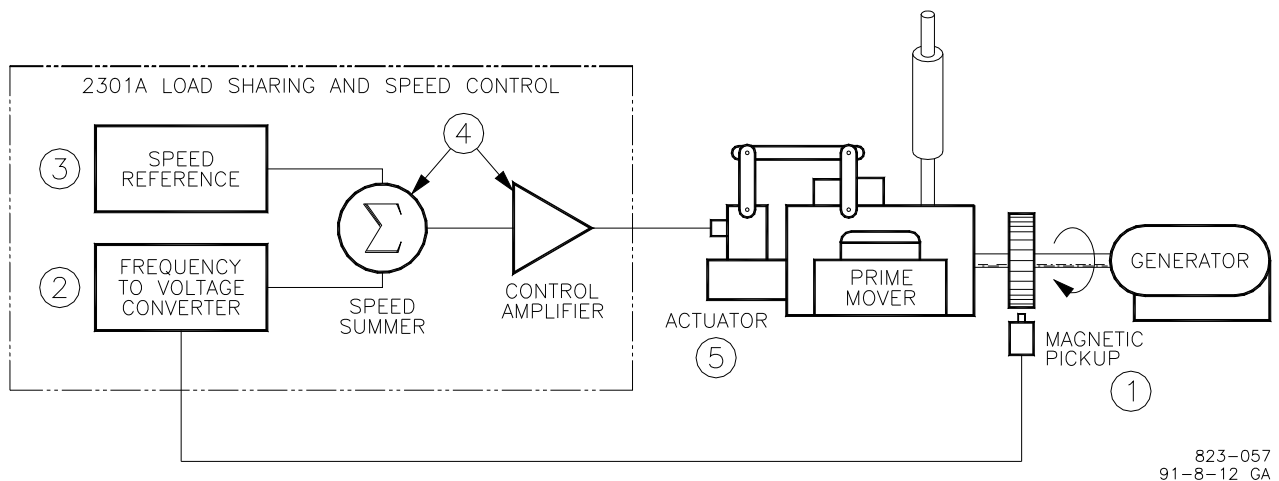 2301A LOAD SHARING AND SPEED CONTROL
3
SPEED
REFERENCE
4
2
FREQUENCY
TO VOLTAGE
CONVERTER
Σ
SPEED
SUMMER
CONTROL
AMPLIFIER
ACTUATOR
5
PRIME
MOVER
GENERATOR
MAGNETIC
PICKUP
1
823-057
91-8-12 GA